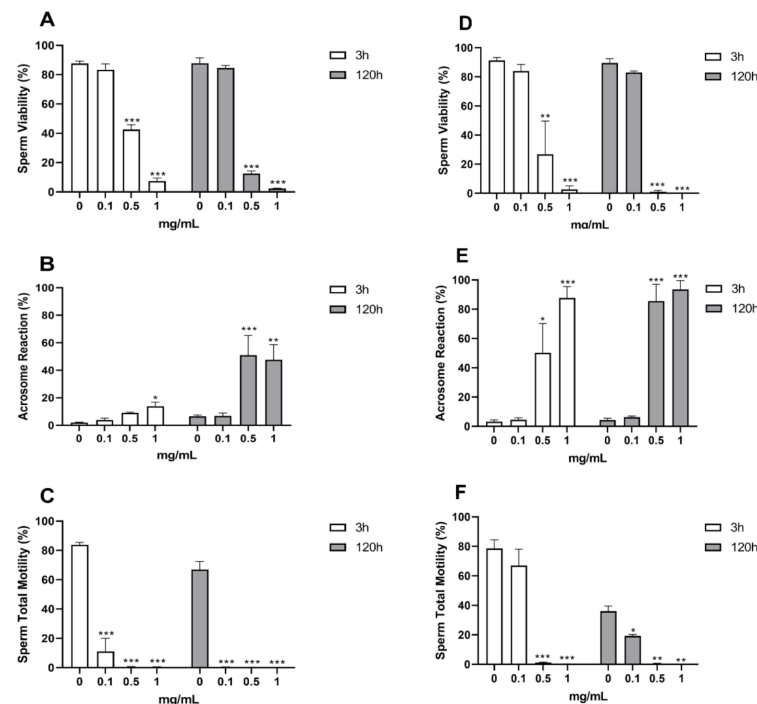 A
Sperm Viability (%)
100
80
60
40
20
0
***
***
***
***
0 0.1 0.5 1 0 0.1 0.5 1
mg/mL
3h
120h
D
Sperm Viability (%)
100
80
60
40
20
0
**
***
***
***
0 0.1 0.5 1 0 0.1 0.5 1
mg/mL
3h
120h
B
Acrosome Reaction (%)
100
80
60
40
20
0
*
***
**
0 0.1 0.5 1 0 0.1 0.5 1
mg/mL
3h
120h
E
Acrosome Reaction (%)
100
80
60
40
20
0
*
***
***
***
0 0.1 0.5 1 0 0.1 0.5 1
mg/mL
3h
120h
C
Sperm Total Motility (%)
100
80
60
40
20
0
***
*** *** *** *** ***
0 0.1 0.5 1 0 0.1 0.5 1
mg/mL
3h
120h
F
Sperm Total Motility (%)
100
80
60
40
20
0
*** ***
*
** **
0 0.1 0.5 1 0 0.1 0.5 1
mg/mL
3h
120h